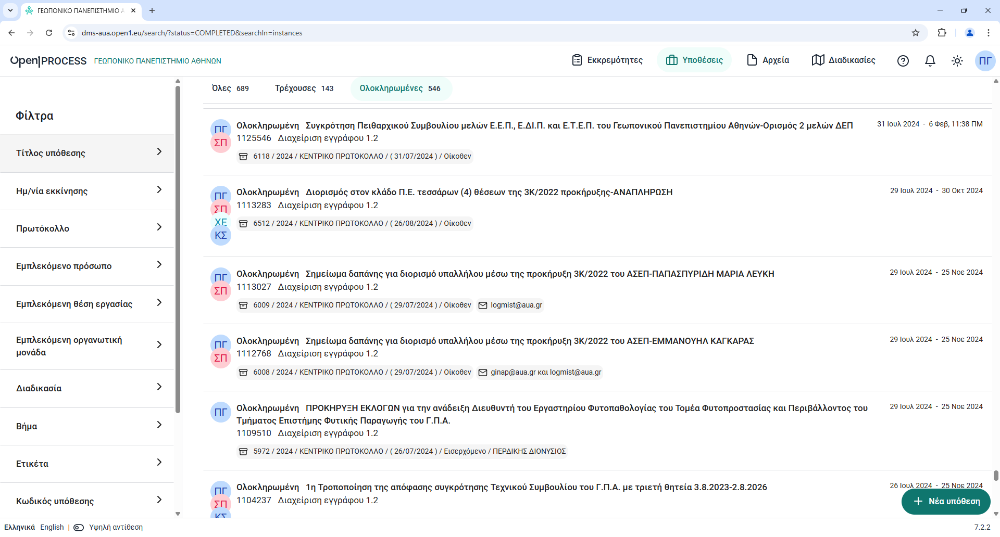 ΓΕΩΠΟΝΙΚΟ ΠΑΝΕΠΙΣΤΗΜΙΟ Α
dms-aua.open1.eu/search/?status=COMPLETED&searchIn=instances
Open|PROCESS ΓΕΩΠΟΝΙΚΟ ΠΑΝΕΠΙΣΤΗΜΙΟ ΑΘΗΝΩΝ
Εκκρεμότητες Υποθέσεις Αρχεία Διαδικασίες ΠΓ
Όλες 689 Τρέχουσες 143 Ολοκληρωμένες 546
Φίλτρα
Τίτλος υπόθεσης
Ημ/νία εκκίνησης
Πρωτόκολλο
Εμπλεκόμενο πρόσωπο
Εμπλεκόμενη θέση εργασίας
Εμπλεκόμενη οργανωτική
μονάδα
Διαδικασία
Βήμα
Ετικέτα
Κωδικός υπόθεσης
ΠΓ
ΣΠ
Ολοκληρωμένη Συγκρότηση Πειθαρχικού Συμβουλίου μελών Ε.Ε.Π., Ε.ΔΙ.Π. και Ε.Τ.Ε.Π. του Γεωπονικού Πανεπιστημίου Αθηνών-Ορισμός 2 μελών ΔΕΠ 31 Ιουλ 2024 - 6 Φεβ, 11:38 ΠΜ
1125546 Διαχείριση εγγράφου 1.2
6118 / 2024 / ΚΕΝΤΡΙΚΟ ΠΡΩΤΟΚΟΛΛΟ / ( 31/07/2024 ) / Οίκοθεν
ΠΓ
ΣΠ
ΧΕ
ΚΣ
Ολοκληρωμένη Διορισμός στον κλάδο Π.Ε. τεσσάρων (4) θέσεων της 3Κ/2022 προκήρυξης-ΑΝΑΠΛΗΡΩΣΗ 29 Ιουλ 2024 - 30 Οκτ 2024
1113283 Διαχείριση εγγράφου 1.2
6512 / 2024 / ΚΕΝΤΡΙΚΟ ΠΡΩΤΟΚΟΛΛΟ / ( 26/08/2024 ) / Οίκοθεν
ΠΓ
ΣΠ
Ολοκληρωμένη Σημείωμα δαπάνης για διορισμό υπαλλήλου μέσω της προκήρυξη 3Κ/2022 του ΑΣΕΠ-ΠΑΠΑΣΠΥΡΙΔΗ ΜΑΡΙΑ ΛΕΥΚΗ 29 Ιουλ 2024 - 25 Νοε 2024
1113027 Διαχείριση εγγράφου 1.2
6009 / 2024 / ΚΕΝΤΡΙΚΟ ΠΡΩΤΟΚΟΛΛΟ / ( 29/07/2024 ) / Οίκοθεν logmist@aua.gr
ΠΓ
ΣΠ
Ολοκληρωμένη Σημείωμα δαπάνης για διορισμό υπαλλήλου μέσω της προκήρυξη 3Κ/2022 του ΑΣΕΠ-ΕΜΜΑΝΟΥΗΛ ΚΑΓΚΑΡΑΣ 29 Ιουλ 2024 - 25 Νοε 2024
1112768 Διαχείριση εγγράφου 1.2
6008 / 2024 / ΚΕΝΤΡΙΚΟ ΠΡΩΤΟΚΟΛΛΟ / ( 29/07/2024 ) / Οίκοθεν ginap@aua.gr και logmist@aua.gr
ΠΓ
Ολοκληρωμένη ΠΡΟΚΗΡΥΞΗ ΕΚΛΟΓΩΝ για την ανάδειξη Διευθυντή του Εργαστηρίου Φυτοπαθολογίας του Τομέα Φυτοπροστασίας και Περιβάλλοντος του 29 Ιουλ 2024 - 25 Νοε 2024
Τμήματος Επιστήμης Φυτικής Παραγωγής του Γ.Π.Α.
1109510 Διαχείριση εγγράφου 1.2
5972 / 2024 / ΚΕΝΤΡΙΚΟ ΠΡΩΤΟΚΟΛΛΟ / ( 26/07/2024 ) / Εισερχόμενο / ΠΕΡΔΙΚΗΣ ΔΙΟΝΥΣΙΟΣ
ΠΓ
ΣΠ
ΚΣ
Ολοκληρωμένη 1η Τροποποίηση της απόφασης συγκρότησης Τεχνικού Συμβουλίου του Γ.Π.Α. με τριετή θητεία 3.8.2023-2.8.2026 26 Ιουλ 2024 - 25 Νοε 2024
1104237 Διαχείριση εγγράφου 1.2
Νέα υπόθεση
Ελληνικά English | Υψηλή αντίθεση 7.2.2